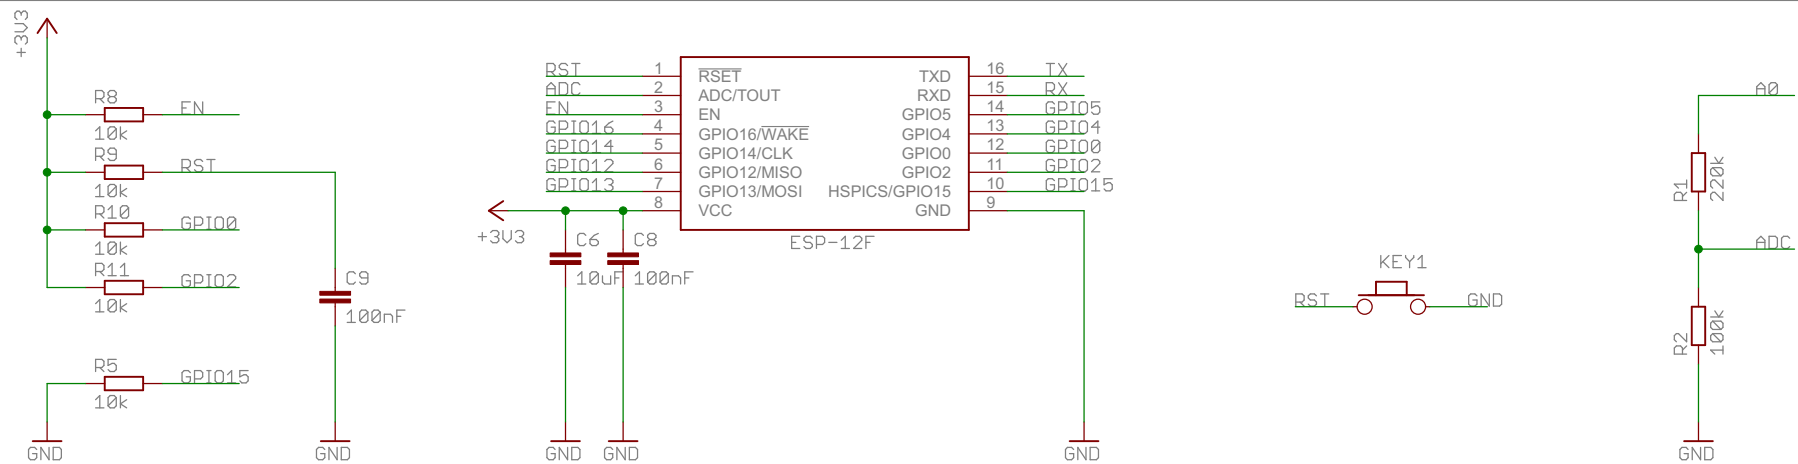 +3V3
R8
EN
10k
R9
RST
10k
R10
GPIO0
10k
R11
GPIO2
10k
C9
100nF
R5
GPIO15
10k
GND
GND
RST 1 RSET TXD 16 TX
ADC 2 ADC/TOUT RXD 15 RX
EN 3 EN GPIO5 14 GPIO5
GPIO16 4 GPIO16/WAKE GPIO4 13 GPIO4
GPIO14 5 GPIO14/CLK GPIO0 12 GPIO0
GPIO12 6 GPIO12/MISO GPIO2 11 GPIO2
GPIO13 7 GPIO13/MOSI HSPICS/GPIO15 10 GPIO15
8 VCC GND 9
+3V3
ESP-12F
C6
10uF
C8
100nF
GND
GND
GND
KEY1
RST
GND
A0
R1
220k
ADC
R2
100k
GND